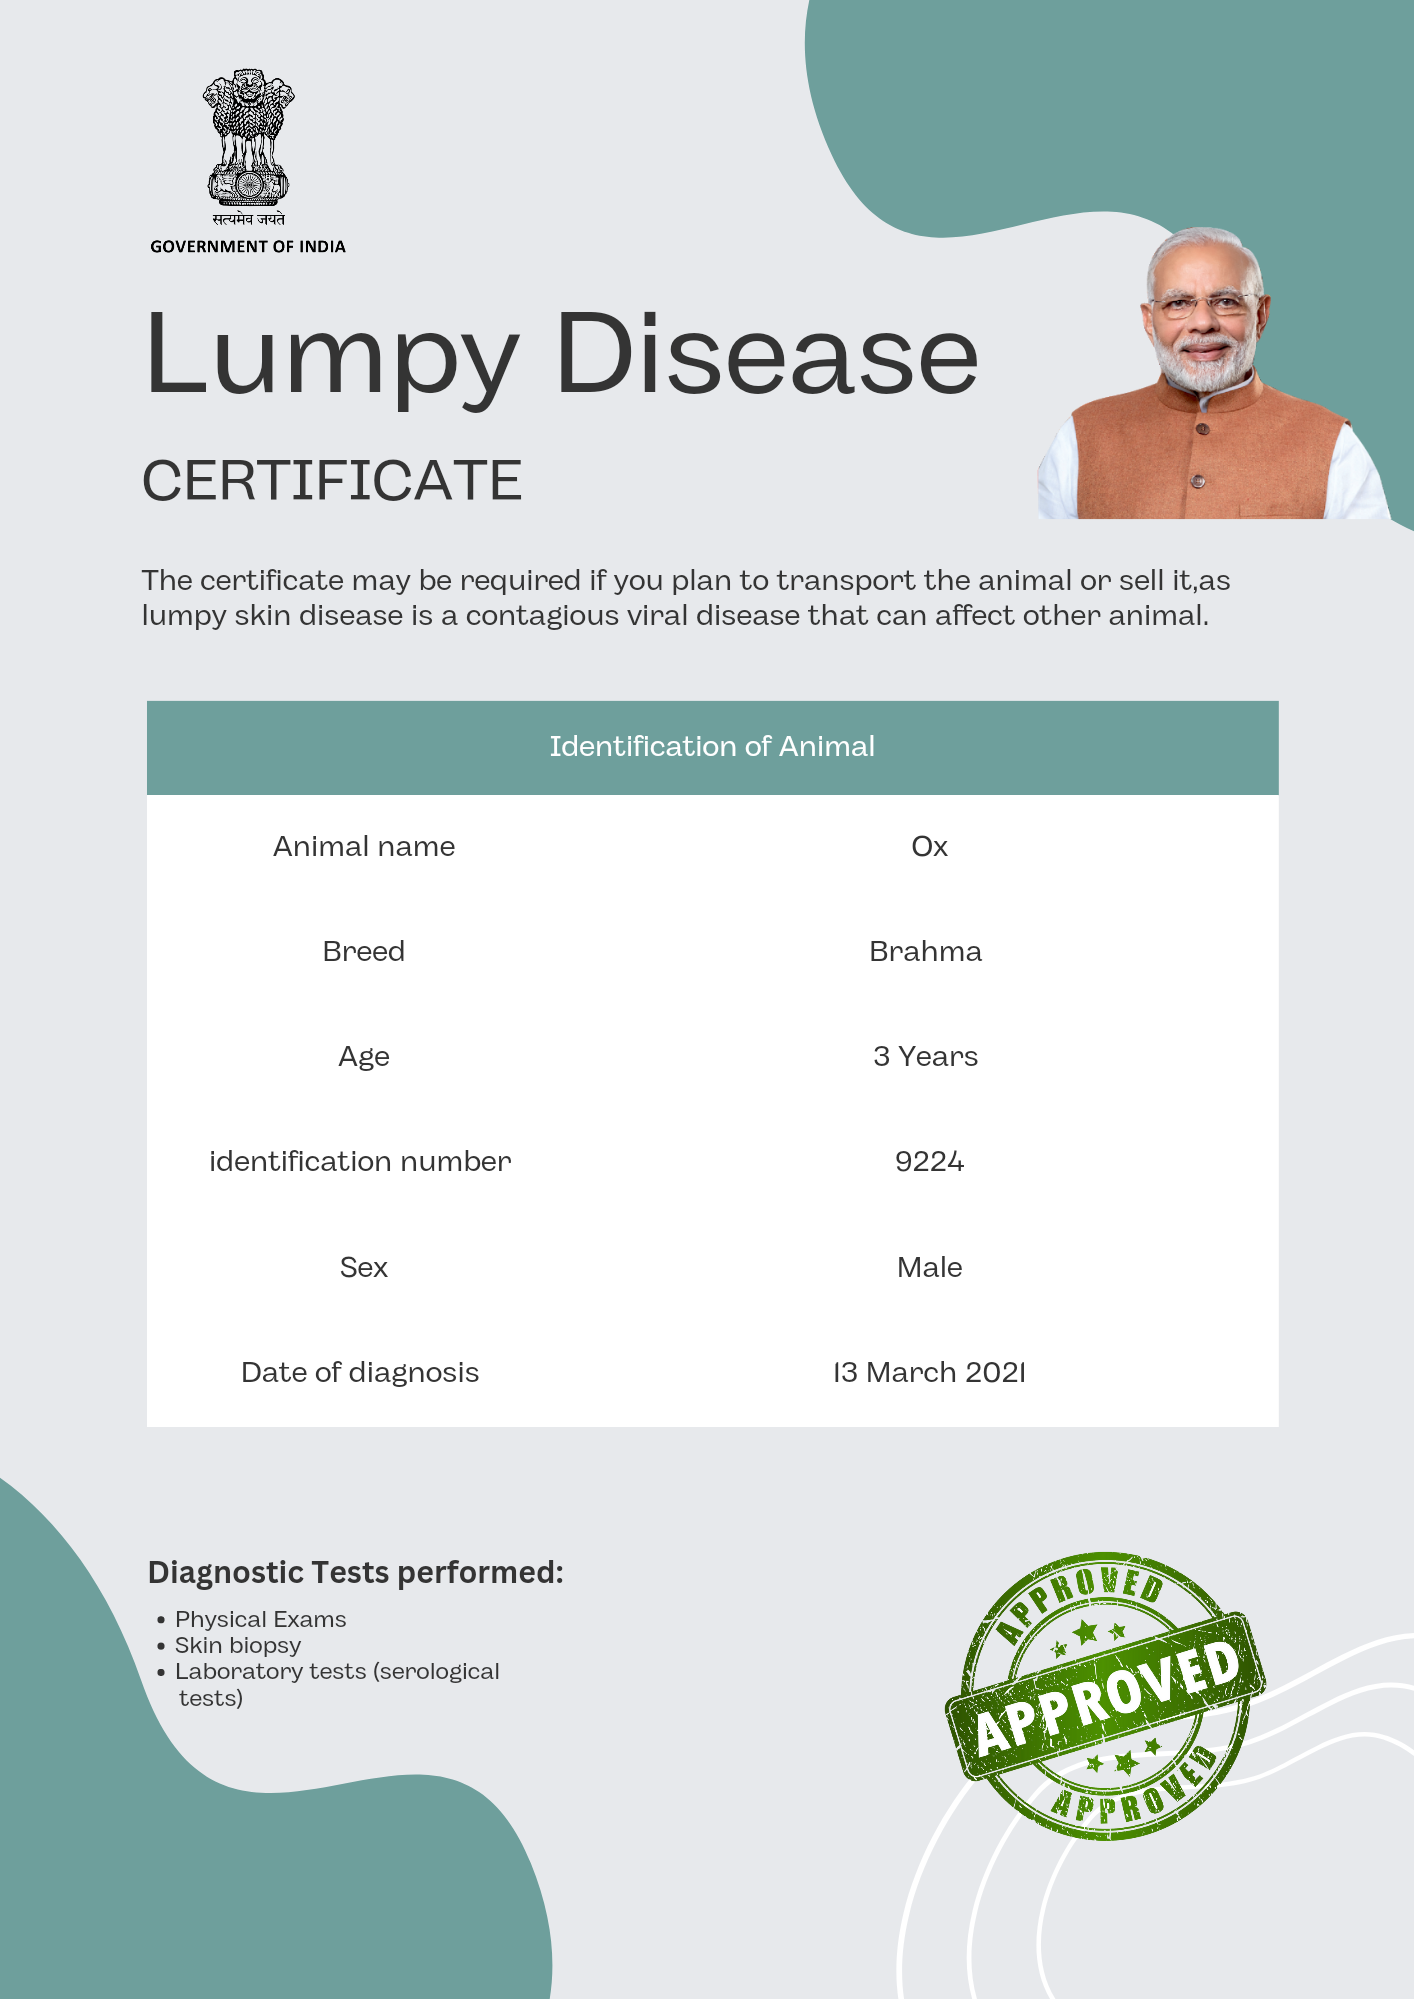 सत्यमेव जयते
GOVERNMENT OF INDIA
Lumpy Disease
CERTIFICATE
The certificate may be required if you plan to transport the animal or sell it,as
lumpy skin disease is a contagious viral disease that can affect other animal.
Identification of Animal
Animal name Ox
Breed Brahma
Age 3 Years
identification number 9224
Sex Male
Date of diagnosis 13 March 2021
Diagnostic Tests performed:
• Physical Exams
• Skin biopsy
• Laboratory tests (serological
tests)
APPROVED
APPROVED
APPROVED